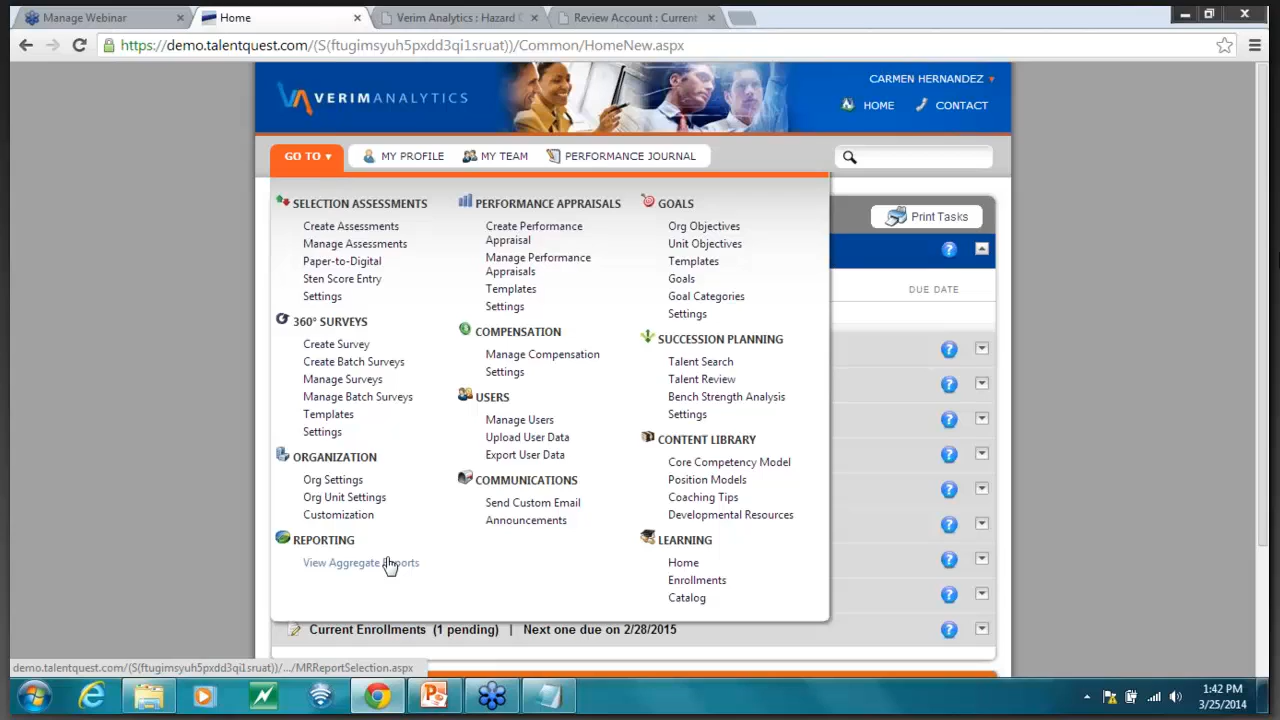 Manage Webinar
Home
Verim Analytics : Hazard
Review Account : Current
https://demo.talentquest.com/(S(ftugimsyuh5pxdd3qi1sruat))/Common/HomeNew.aspx
VERIMANALYTICS
CARMEN HERNANDEZ
HOME
CONTACT
GO TO
MY PROFILE
MY TEAM
PERFORMANCE JOURNAL
SELECTION ASSESSMENTS
Create Assessments
Manage Assessments
Paper-to-Digital
Sten Score Entry
Settings
360° SURVEYS
Create Survey
Create Batch Surveys
Manage Surveys
Manage Batch Surveys
Templates
Settings
ORGANIZATION
Org Settings
Org Unit Settings
Customization
REPORTING
View Aggregate
PERFORMANCE APPRAISALS
Create Performance
Appraisal
Manage Performance
Appraisals
Templates
Settings
COMPENSATION
Manage Compensation
Settings
USERS
Manage Users
Upload User Data
Export User Data
COMMUNICATIONS
Send Custom Email
Announcements
GOALS
Org Objectives
Unit Objectives
Templates
Goals
Goal Categories
Settings
SUCCESSION PLANNING
Talent Search
Talent Review
Bench Strength Analysis
Settings
CONTENT LIBRARY
Core Competency Model
Position Models
Coaching Tips
Developmental Resources
LEARNING
Home
Enrollments
Catalog
Print Tasks
DUE DATE
Current Enrollments (1 pending) | Next one due on 2/28/2015
demo.talentquest.com/(S(ftugimsyuh5pxdd3qi1sruat))/.../MRReportSelection.aspx
1:42 PM
3/25/2014